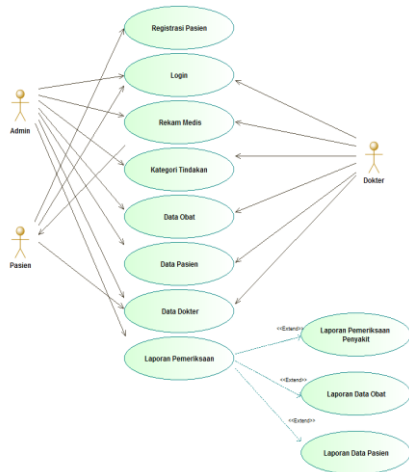 Registrasi Pasien
Login
Admin
Rekam Medis
Kategori Tindakan
Dokter
Data Obat
Pasien
Data Pasien
Data Dokter
<<Extend>>
Laporan Pemeriksaan
Penyakit
Laporan Pemeriksaan
<<Extend>>
Laporan Data Obat
<<Extend>>
Laporan Data Pasien